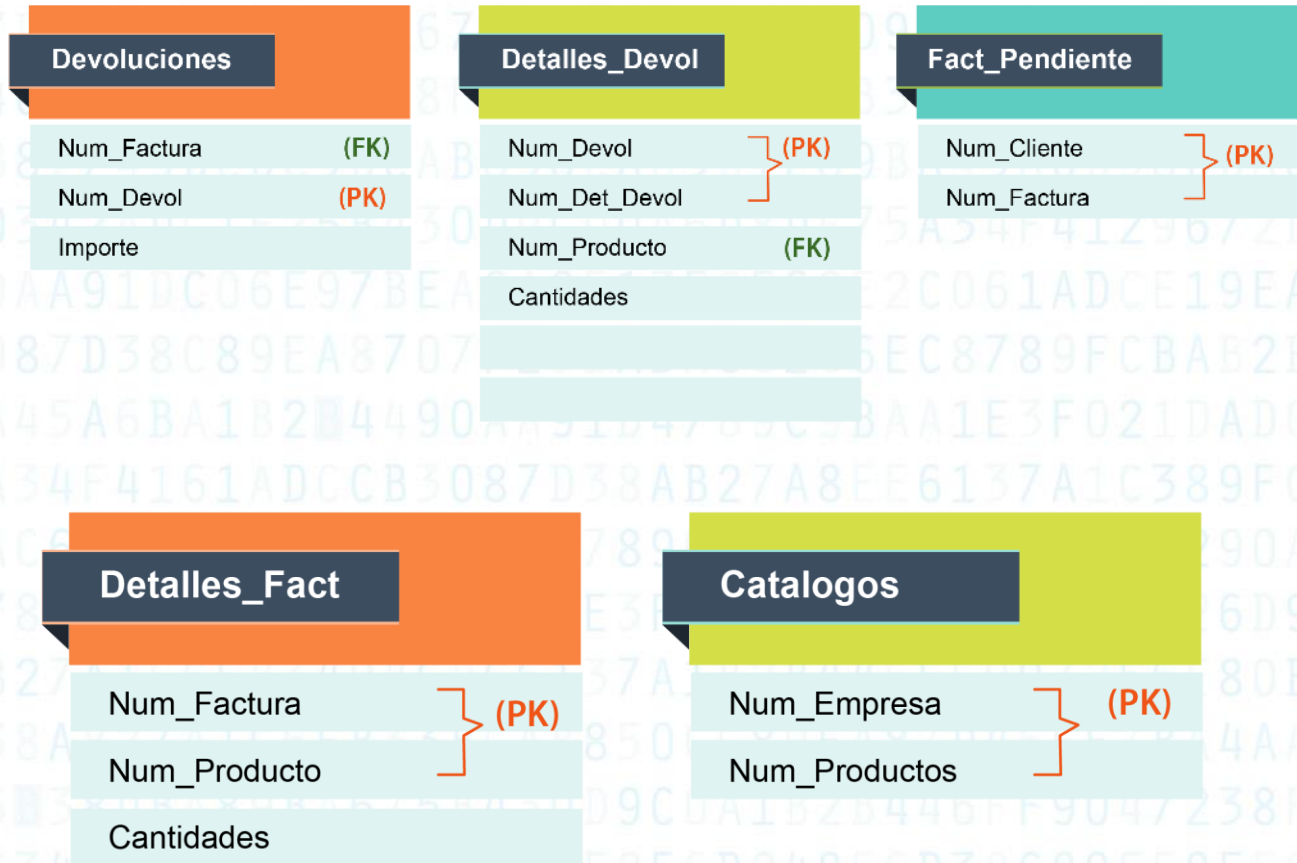 Devoluciones
Num_Factura (FK)
Num_Devol (PK)
Importe
Detalles_Devol
Num_Devol (PK)
Num_Det_Devol
Num_Producto (FK)
Cantidades
Fact_Pendiente
Num_Cliente (PK)
Num_Factura
Detalles_Fact
Num_Factura (PK)
Num_Producto
Cantidades
Catalogos
Num_Empresa (PK)
Num_Productos